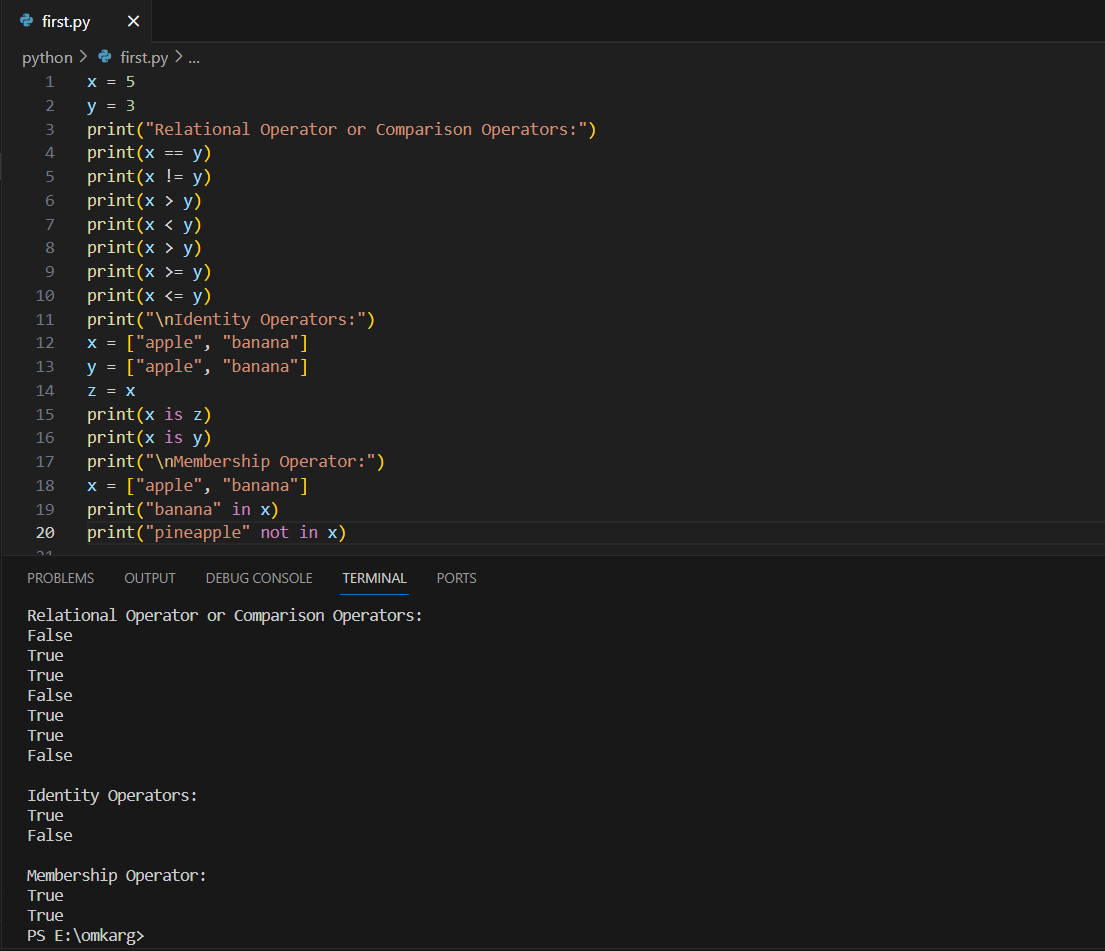 first.py
python > first.py > ...
1 x = 5
2 y = 3
3 print("Relational Operator or Comparison Operators:")
4 print(x == y)
5 print(x != y)
6 print(x > y)
7 print(x < y)
8 print(x > y)
9 print(x >= y)
10 print(x <= y)
11 print("\nIdentity Operators:")
12 x = ["apple", "banana"]
13 y = ["apple", "banana"]
14 z = x
15 print(x is z)
16 print(x is y)
17 print("\nMembership Operator:")
18 x = ["apple", "banana"]
19 print("banana" in x)
20 print("pineapple" not in x)
21
PROBLEMS OUTPUT DEBUG CONSOLE TERMINAL PORTS
Relational Operator or Comparison Operators:
False
True
True
False
True
True
False
Identity Operators:
True
False
Membership Operator:
True
True
PS E:\omkarg>